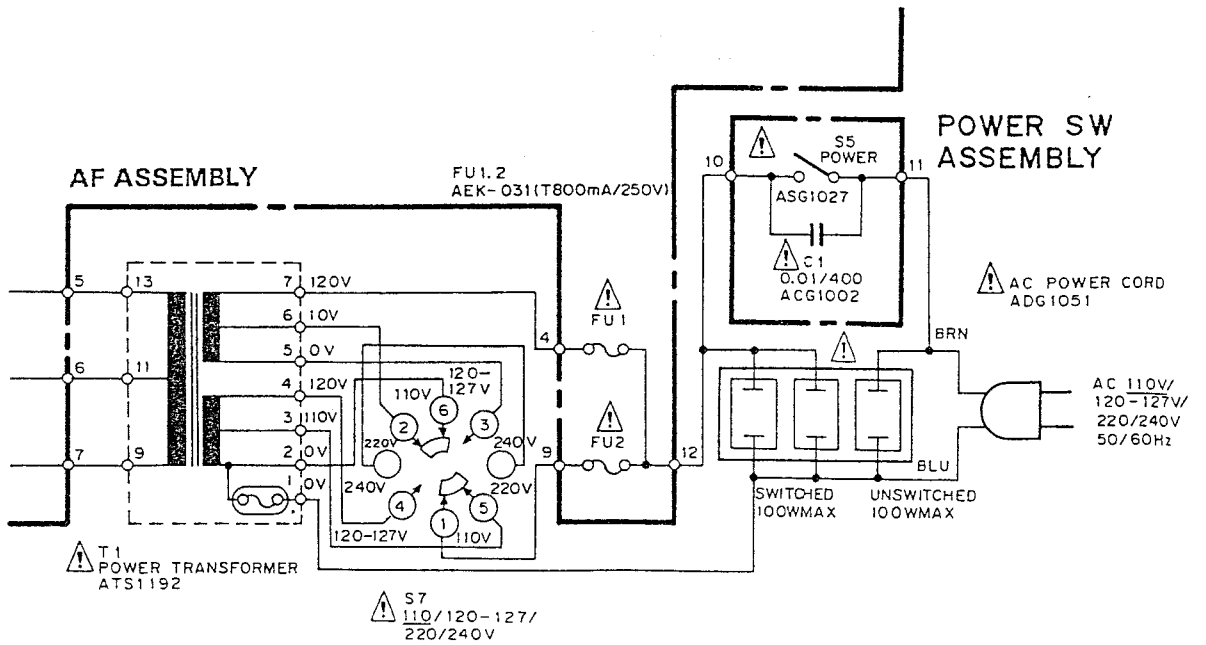 POWER SW
ASSEMBLY
AF ASSEMBLY
FU1.2
AEK-031(T800mA/250V)
10
S5
POWER
11
ASG1027
C1
0.01/400
ACG1002
AC POWER CORD
ADG1051
BRN
5
13
7
120V
6
10V
5
0V
4
120V
3
110V
2
0V
1
0V
6
11
7
9
4
FU1
9
FU2
12
110V
120-
127V
6
2
3
220V
240V
240V
220V
4
5
1
120-127V
110V
BLU
SWITCHED
100WMAX
UNSWITCHED
100WMAX
AC 110V/
120-127V/
220/240V
50/60Hz
T1
POWER TRANSFORMER
ATS1192
S7
110/120-127/
220/240V